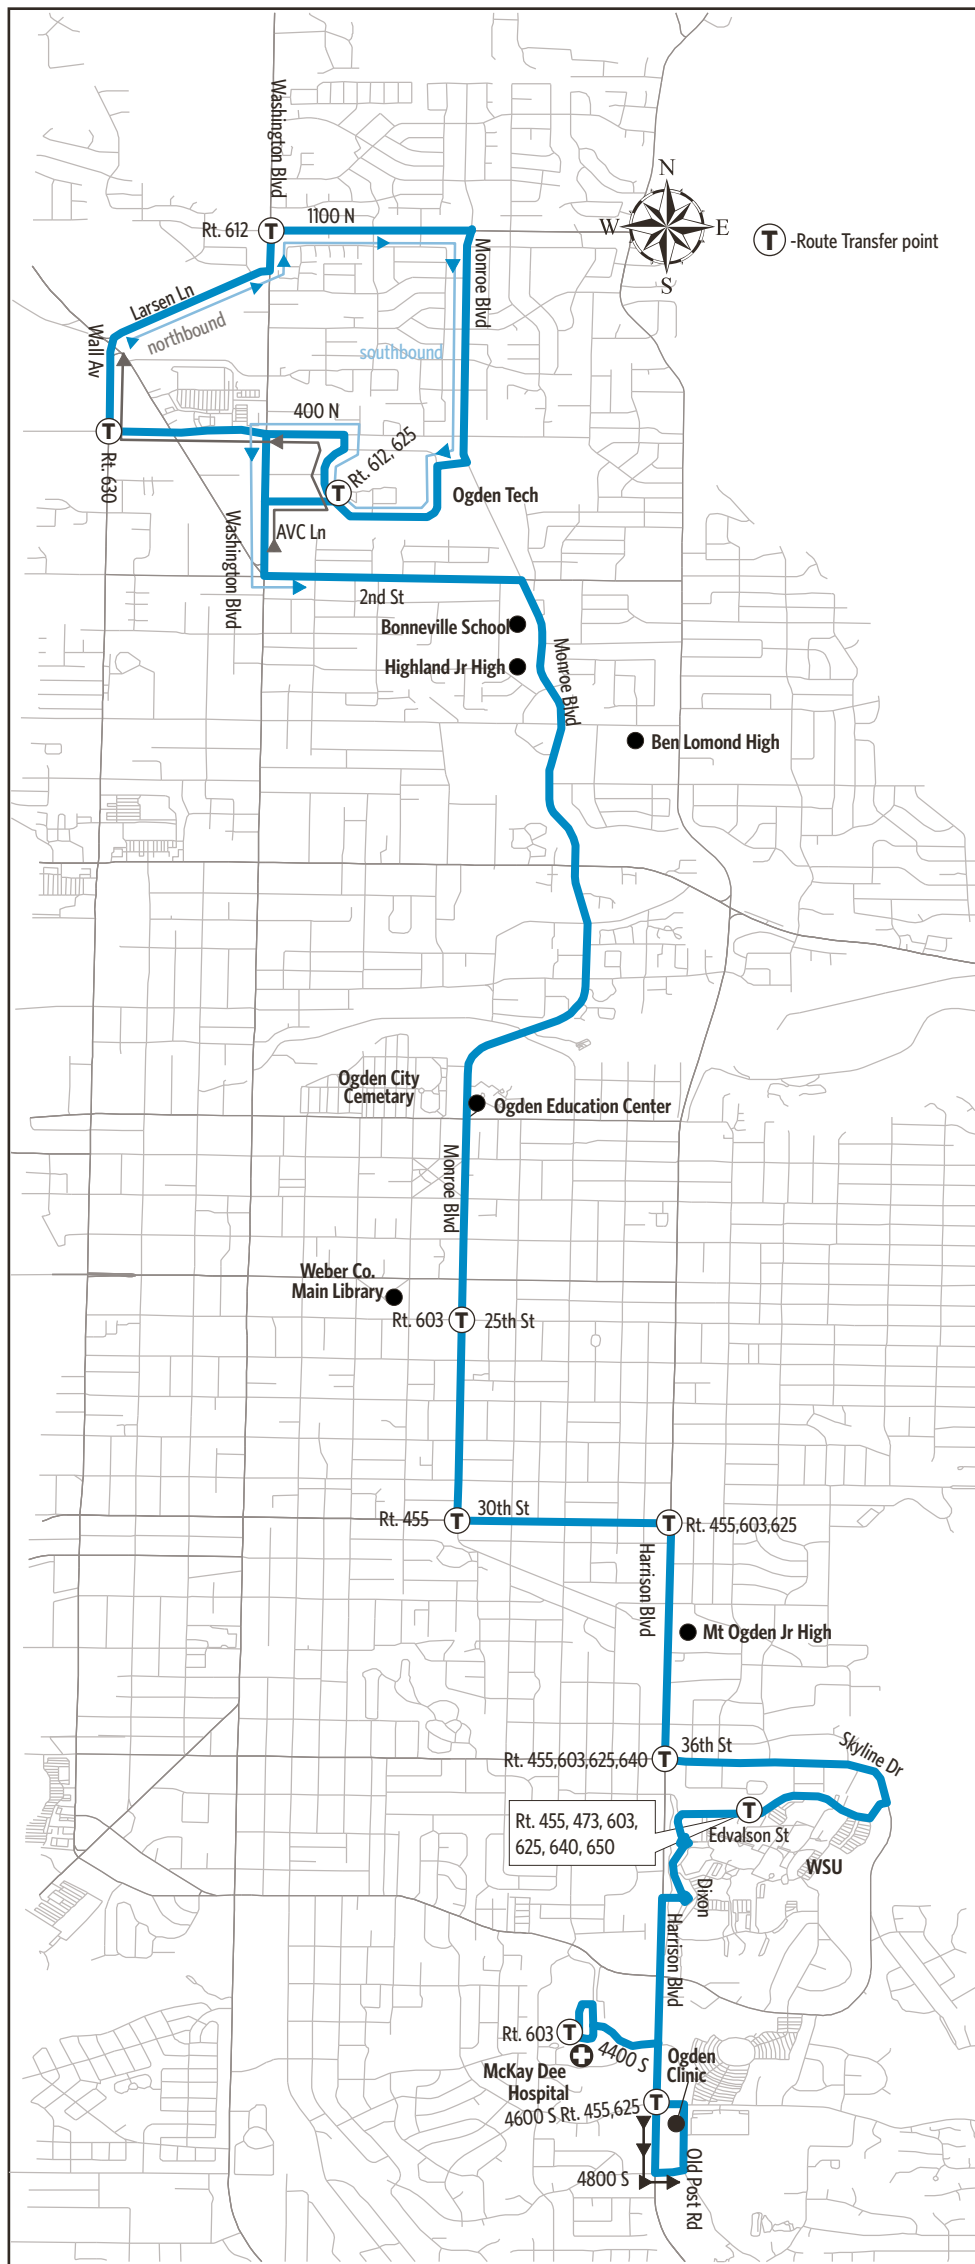 Washington Blvd
N
Rt. 612
T
1100 N
W
E
T
-Route Transfer point
S
Monroe Blvd
Larsen Ln
northbound
Wall Av
southbound
400 N
T
Rt. 612, 625
Rt. 630
T
Ogden Tech
Washington Blvd
AVC Ln
2nd St
Bonneville School
Monroe Blvd
Highland Jr High
Ben Lomond High
Ogden City
Cemetary
Ogden Education Center
Monroe Blvd
Weber Co.
Main Library
Rt. 603
T
25th St
30th St
Rt. 455
T
T
Rt. 455,603,625
Harrison Blvd
Mt Ogden Jr High
36th St
Skyline Dr
Rt. 455,603,625,640
T
Rt. 455, 473, 603,
625, 640, 650
T
Edvalson St
WSU
Dixon
Harrison Blvd
Rt. 603
T
4400 S
Ogden
Clinic
McKay Dee
Hospital
4600 S
Rt. 455,625
T
4800 S
Old Post Rd